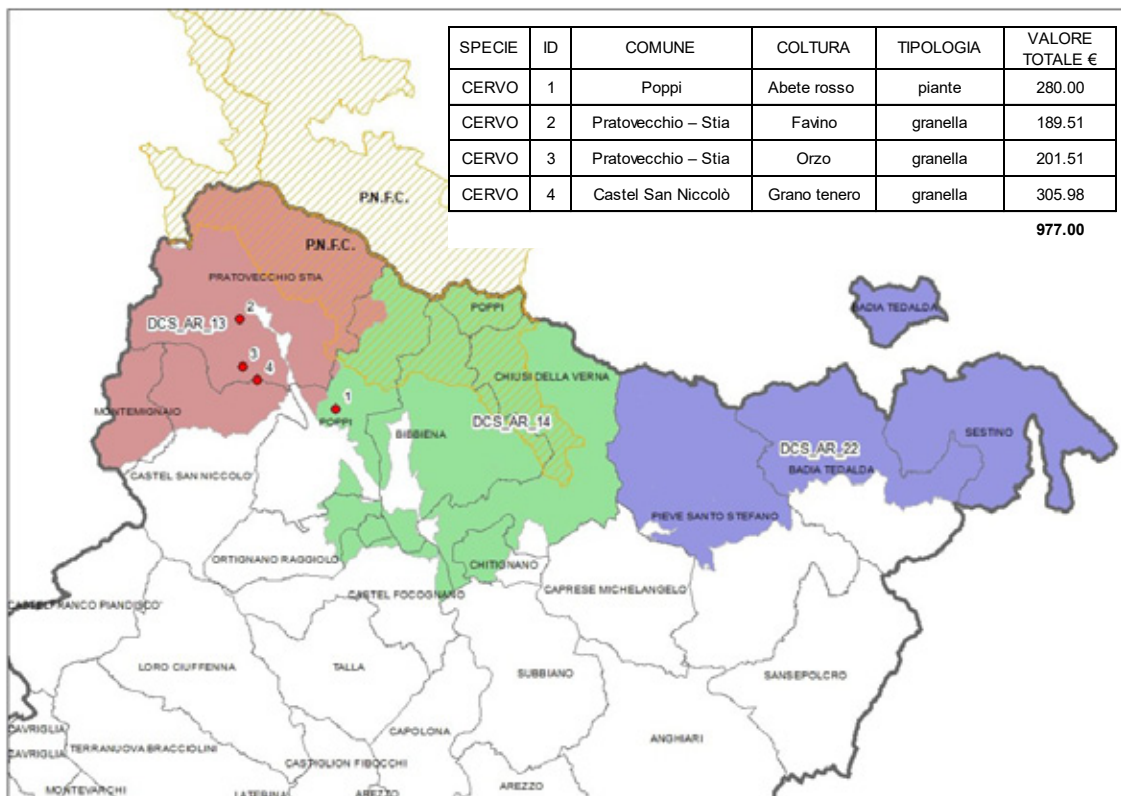 SPECIE ID COMUNE COLTURA TIPOLOGIA VALORE TOTALE €
CERVO 1 Poppi Abete rosso piante 280.00
CERVO 2 Pratovecchio – Stia Favino granella 189.51
CERVO 3 Pratovecchio – Stia Orzo granella 201.51
CERVO 4 Castel San Niccolò Grano tenero granella 305.98
977.00
P.N.F.C.
P.N.F.C.
PRATOVECCHIO STIA
BADIA TEDALDA
POPPI
2
DCS_AR_13
3
4
CHIUSI DELLA VERNA
MONTEMIGNAIO
1
POPPI
BIBBIENA
DCS_AR_14
SESTINO
DCS_AR_22
BADIA TEDALDA
CASTEL SAN NICCOLO'
PIEVE SANTO STEFANO
ORTIGNANO RAGGIOLO
CHITIGNANO
CASTEL FOCOGNANO
CAPRESE MICHELANGELO
CASTELFRANCO PIANDISCO'
LORO CIUFFENNA
TALLA
SUBBIANO
SANSEPOLCRO
CAVRIGLIA
CAPOLONA
ANGHIARI
CAVRIGLIA
TERRANUOVA BRACCIOLINI
CASTIGLION FIBOCCHI
MONTEVARCHI
LATERINA
AREZZO
AREZZO